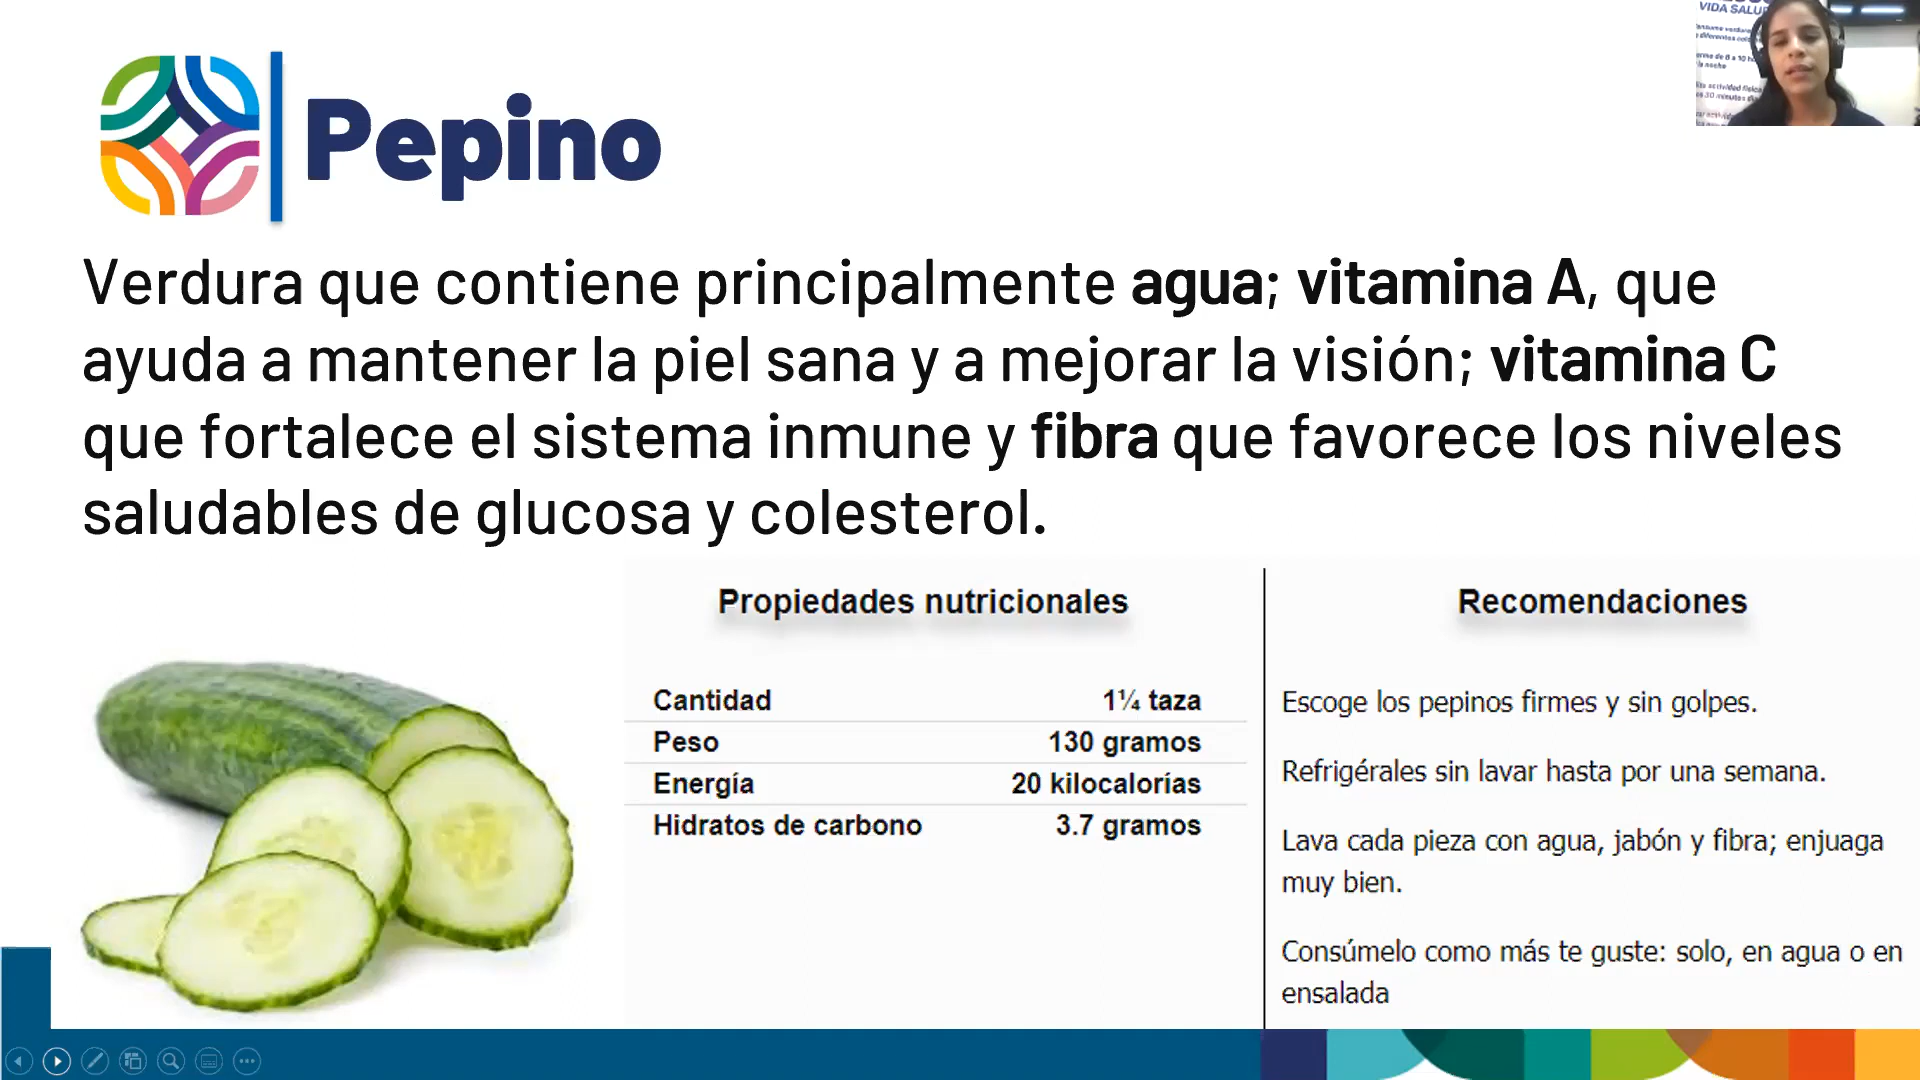 VIDA SALU
Pepino
Verdura que contiene principalmente agua; vitamina A, que
ayuda a mantener la piel sana y a mejorar la visión; vitamina C
que fortalece el sistema inmune y fibra que favorece los niveles
saludables de glucosa y colesterol.
Propiedades nutricionales
Cantidad 1¼ taza
Peso 130 gramos
Energía 20 kilocalorías
Hidratos de carbono 3.7 gramos
Recomendaciones
Escoge los pepinos firmes y sin golpes.
Refrigérales sin lavar hasta por una semana.
Lava cada pieza con agua, jabón y fibra; enjuaga
muy bien.
Consúmelo como más te guste: solo, en agua o en
ensalada